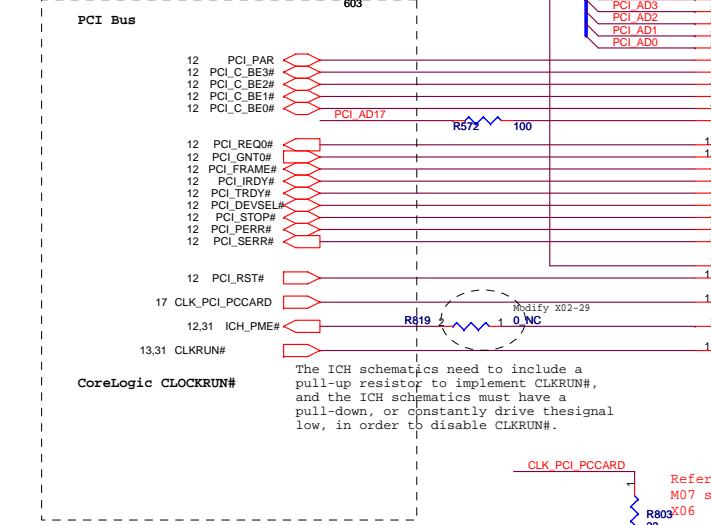 603
PCI Bus
PCI_AD3
PCI_AD2
PCI_AD1
PCI_AD0
12 PCI_PAR
12 PCI_C_BE3#
12 PCI_C_BE2#
12 PCI_C_BE1#
12 PCI_C_BE0#
PCI_AD17
R572 100
12 PCI_REQ0#
12 PCI_GNT0#
12 PCI_FRAME#
12 PCI_IRDY#
12 PCI_TRDY#
12 PCI_DEVSEL#
12 PCI_STOP#
12 PCI_PERR#
12 PCI_SERR#
12 PCI_RST#
17 CLK_PCI_PCCARD
Modify X02-29
12,31 ICH_PME#
R819 2 1 0_NC
13,31 CLKRUN#
CoreLogic CLOCKRUN#
The ICH schematics need to include a
pull-up resistor to implement CLKRUN#,
and the ICH schematics must have a
pull-down, or constantly drive thesignal
low, in order to disable CLKRUN#.
CLK_PCI_PCCARD
1
Refer
M07 s
X06
R803